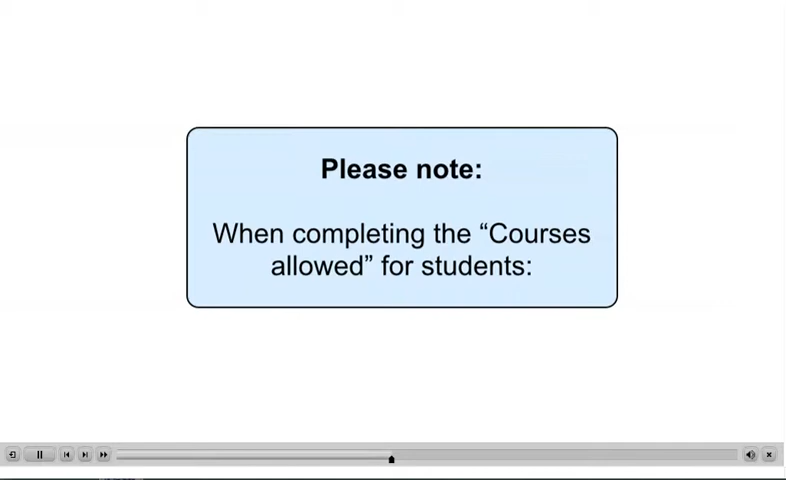 Please note:
When completing the “Courses
allowed” for students: